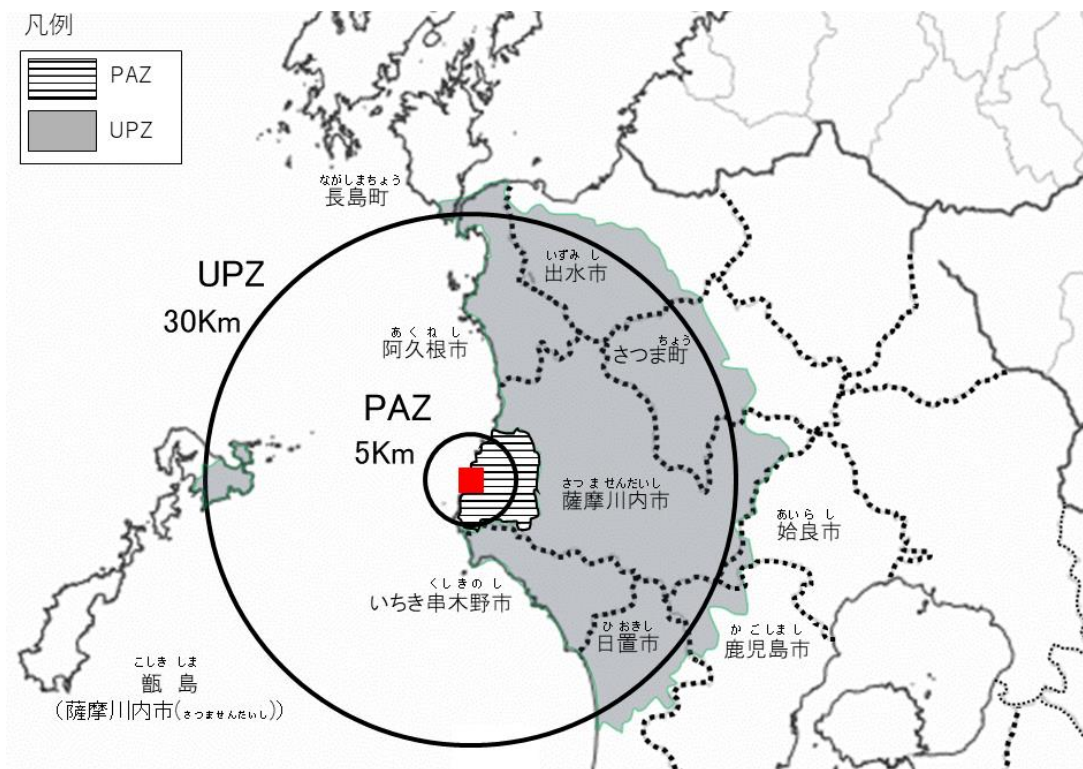 凡例
PAZ
UPZ
ながしまちょう
長島町
UPZ
30Km
いずみ し
出水市
あ く ね し
阿久根市
ちょう
さつま町
PAZ
5Km
さつ ま せんだいし
薩摩川内市
あいら し
姶良市
く し き の し
いちき串木野市
ひ おきし
日置市
か ご しま し
鹿児島市
こしき しま
甑 島
(薩摩川内市(さつませんだいし))